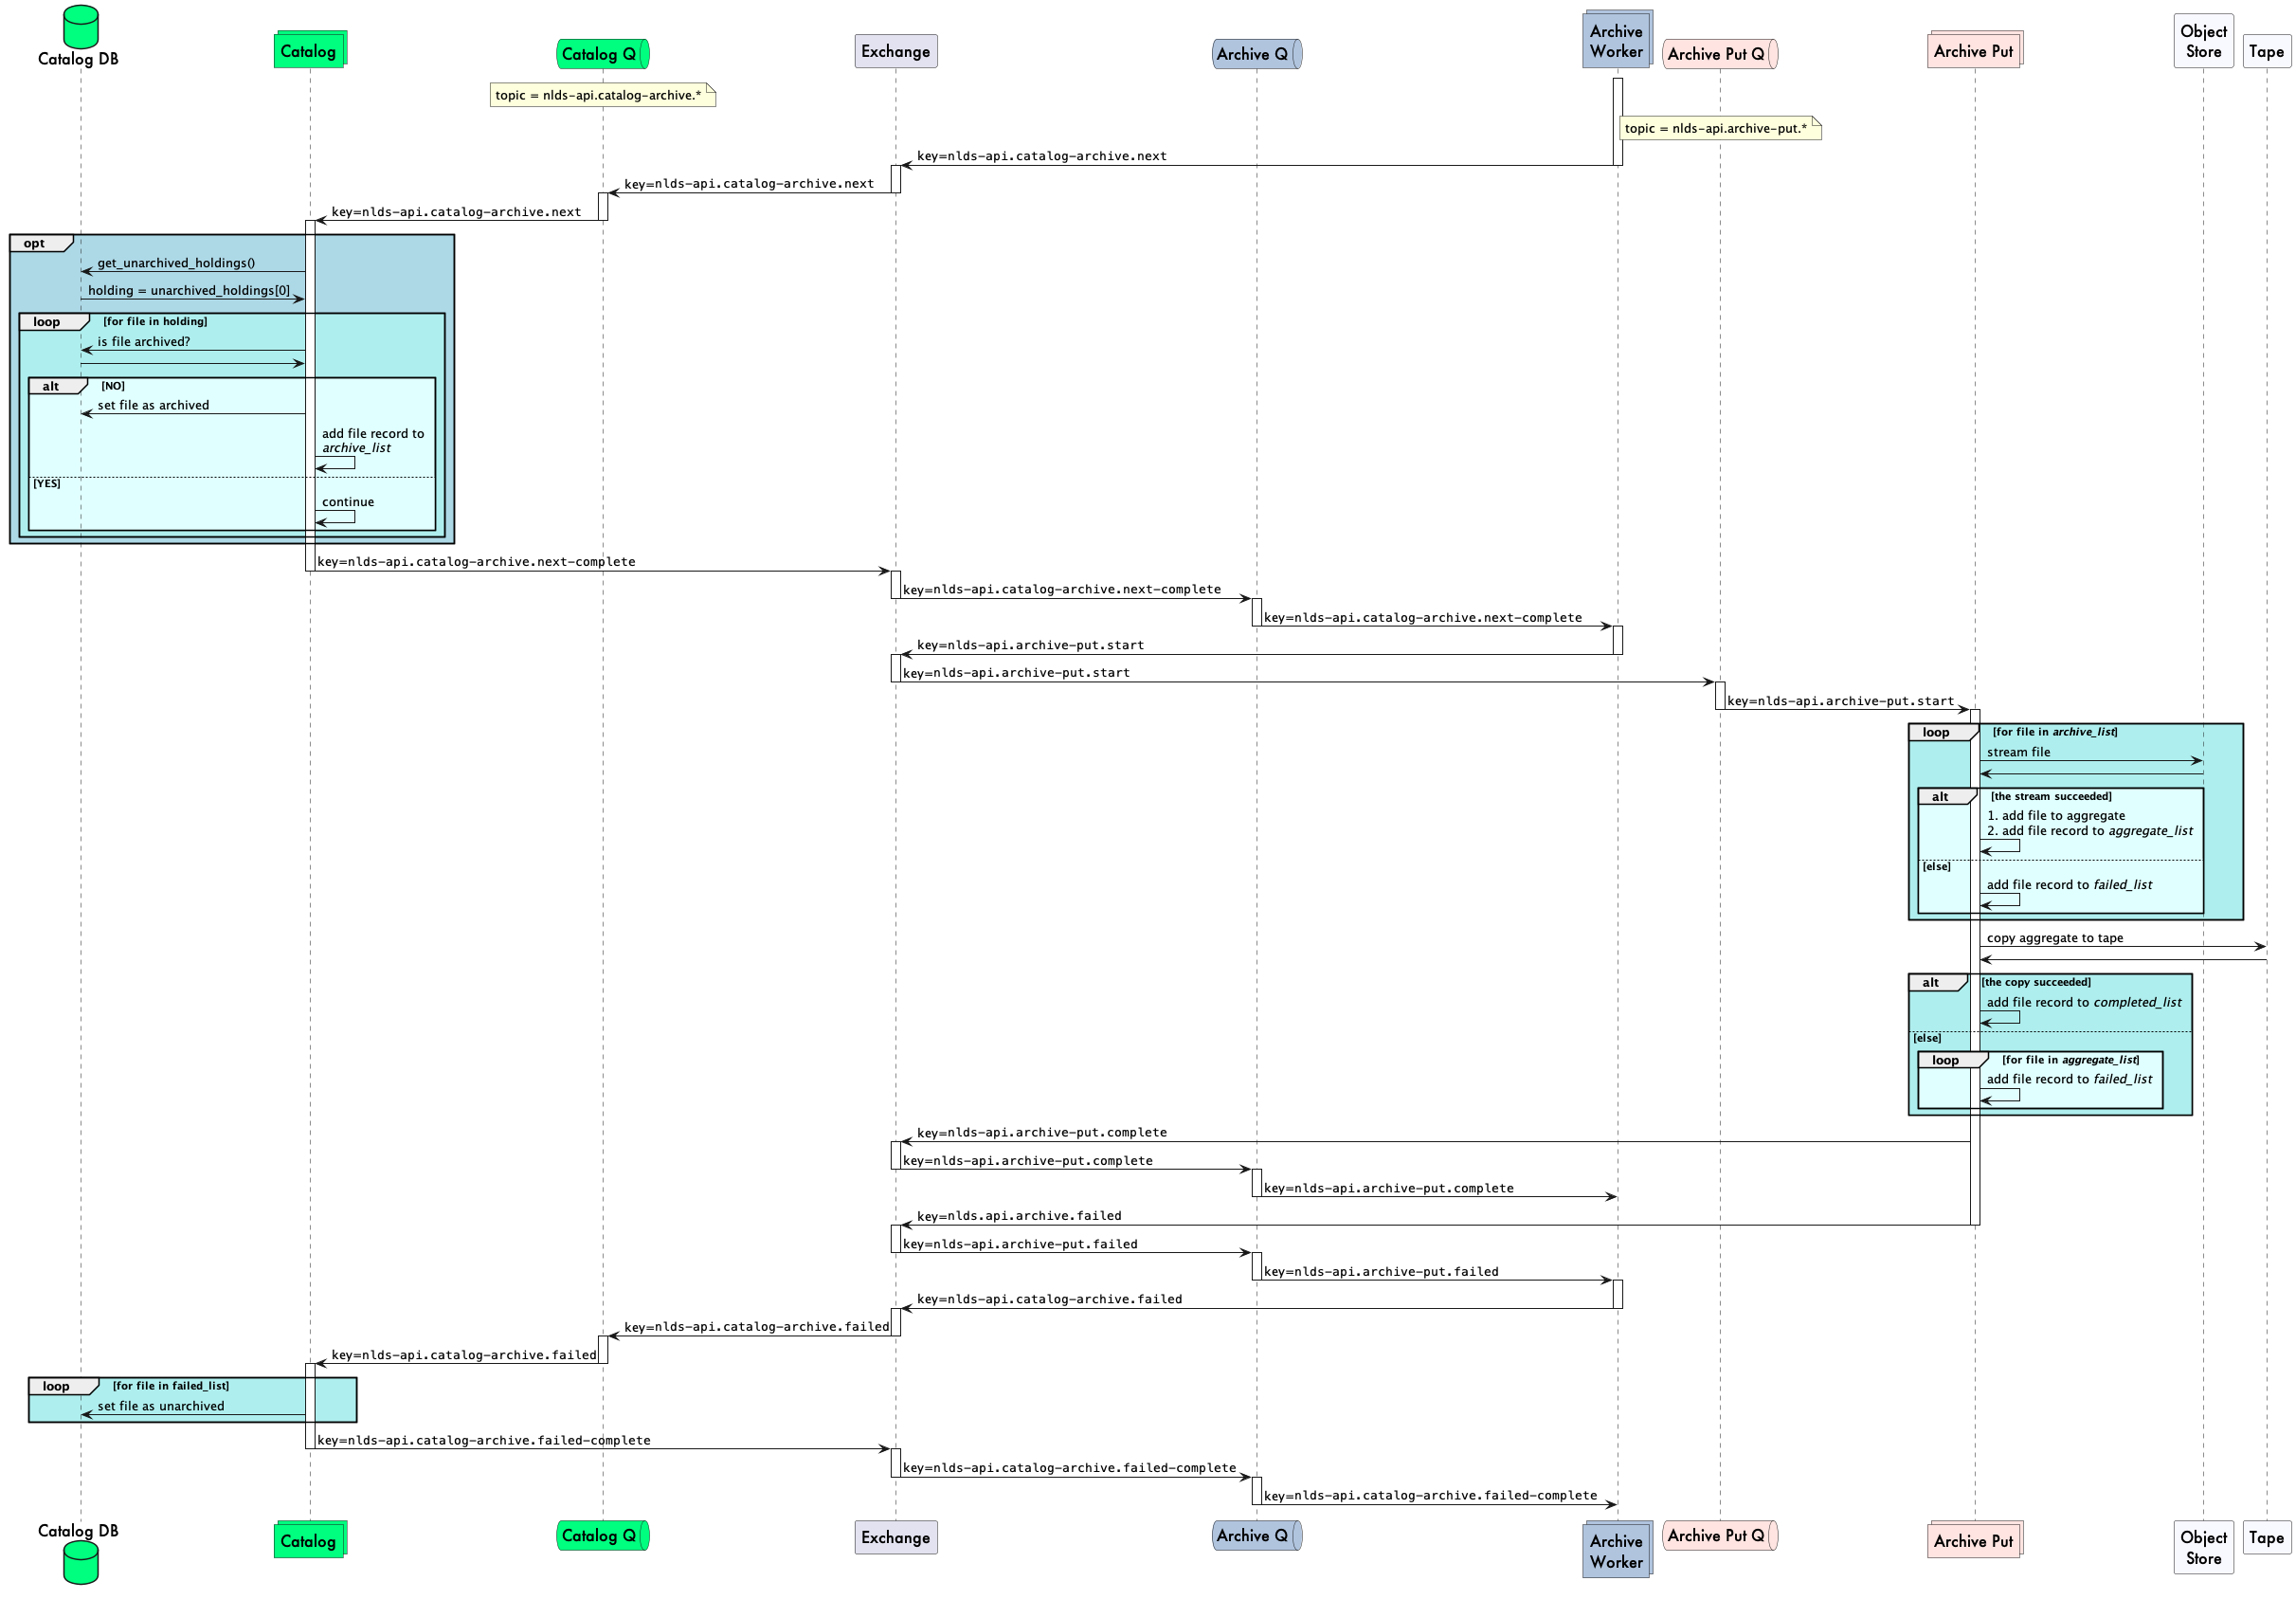 Catalog DB
Catalog
Catalog Q
Exchange
Archive Q
Archive
Worker
Archive Put Q
Archive Put
Object
Store
Tape
topic = nlds-api.catalog-archive.*
topic = nlds-api.archive-put.*
key=nlds-api.catalog-archive.next
key=nlds-api.catalog-archive.next
key=nlds-api.catalog-archive.next
opt
get_unarchived_holdings()
holding = unarchived_holdings[0]
loop [for file in holding]
is file archived?
alt [NO]
set file as archived
add file record to
archive_list
[YES]
continue
key=nlds-api.catalog-archive.next-complete
key=nlds-api.catalog-archive.next-complete
key=nlds-api.catalog-archive.next-complete
key=nlds-api.archive-put.start
key=nlds-api.archive-put.start
key=nlds-api.archive-put.start
loop [for file in archive_list]
stream file
alt [the stream succeeded]
1. add file to aggregate
2. add file record to aggregate_list
[else]
add file record to failed_list
copy aggregate to tape
alt [the copy succeeded]
add file record to completed_list
[else]
loop [for file in aggregate_list]
add file record to failed_list
key=nlds-api.archive-put.complete
key=nlds-api.archive-put.complete
key=nlds-api.archive-put.complete
key=nlds.api.archive.failed
key=nlds-api.archive-put.failed
key=nlds-api.archive-put.failed
key=nlds-api.catalog-archive.failed
key=nlds-api.catalog-archive.failed
key=nlds-api.catalog-archive.failed
loop [for file in failed_list]
set file as unarchived
key=nlds-api.catalog-archive.failed-complete
key=nlds-api.catalog-archive.failed-complete
key=nlds-api.catalog-archive.failed-complete
Catalog DB
Catalog
Catalog Q
Exchange
Archive Q
Archive
Worker
Archive Put Q
Archive Put
Object
Store
Tape